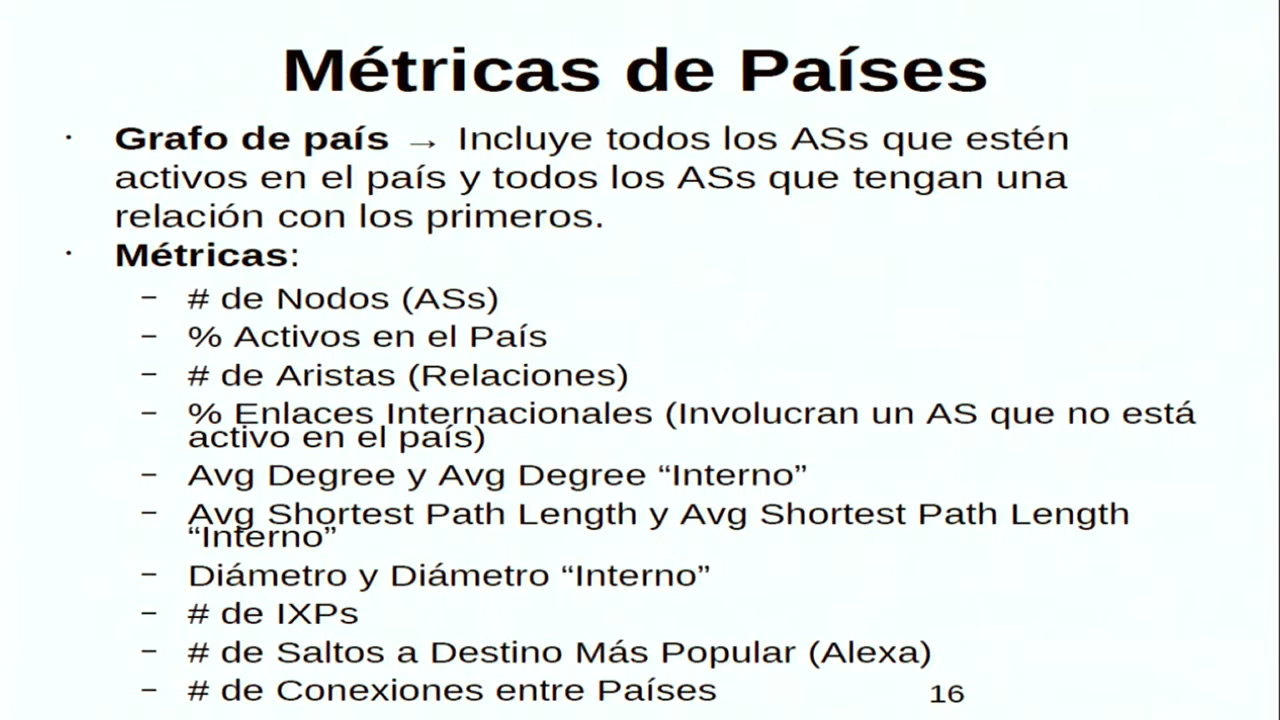 Métricas de Países
· Grafo de país → Incluye todos los ASs que estén
activos en el país y todos los ASs que tengan una
relación con los primeros.
· Métricas:
– # de Nodos (ASs)
– % Activos en el País
– # de Aristas (Relaciones)
– % Enlaces Internacionales (Involucran un AS que no está
activo en el país)
– Avg Degree y Avg Degree “Interno”
– Avg Shortest Path Length y Avg Shortest Path Length
“Interno”
– Diámetro y Diámetro “Interno”
– # de IXPs
– # de Saltos a Destino Más Popular (Alexa)
– # de Conexiones entre Países
16